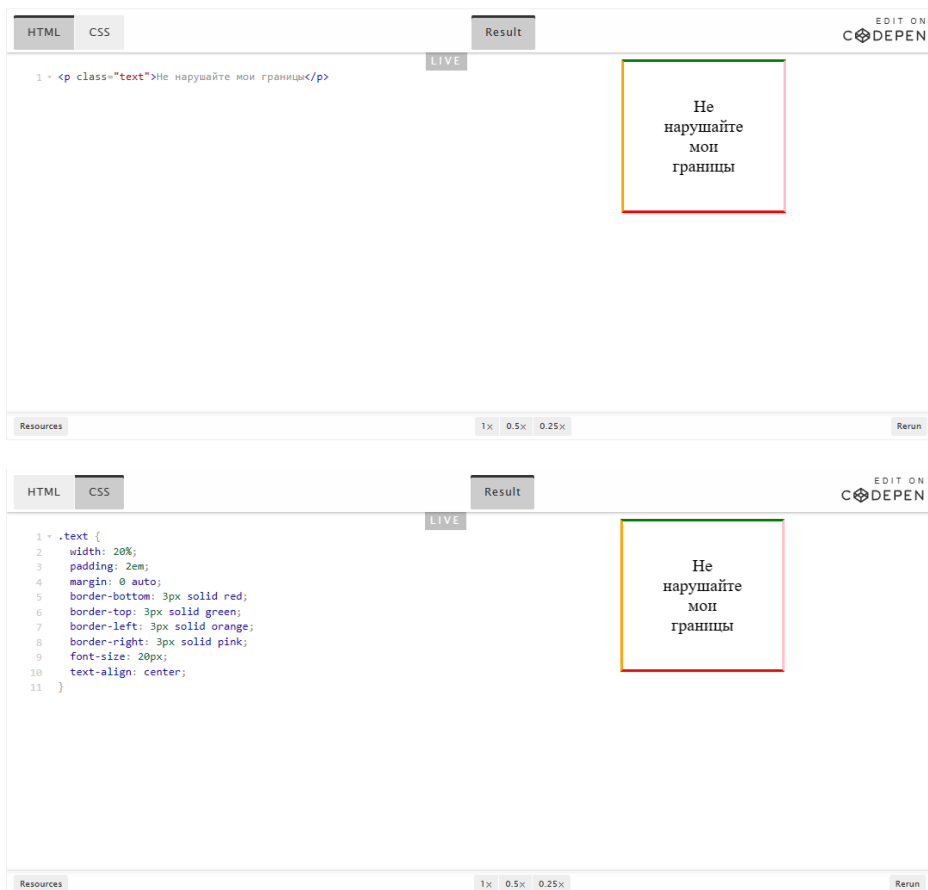 HTML CSS Result EDIT ON
CODEPEN
LIVE
1 <p class="text">Не нарушайте мои границы</p>
Не
нарушайте
мои
границы
Resources 1× 0.5× 0.25× Rerun
HTML CSS Result EDIT ON
CODEPEN
LIVE
1 .text {
2 width: 20%;
3 padding: 2em;
4 margin: 0 auto;
5 border-bottom: 3px solid red;
6 border-top: 3px solid green;
7 border-left: 3px solid orange;
8 border-right: 3px solid pink;
9 font-size: 20px;
10 text-align: center;
11 }
Не
нарушайте
мои
границы
Resources 1× 0.5× 0.25× Rerun